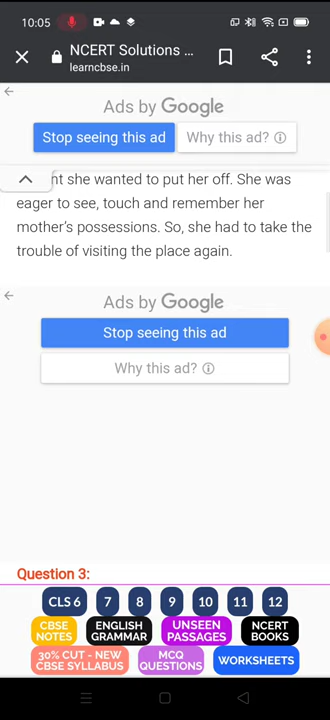 10:05
NCERT Solutions ...
learncbse.in
Ads by Google
Stop seeing this ad
Why this ad?
nt she wanted to put her off. She was
eager to see, touch and remember her
mother's possessions. So, she had to take the
trouble of visiting the place again.
Ads by Google
Stop seeing this ad
Why this ad?
Question 3:
CLS 6 7 8 9 10 11 12
CBSE NOTES
ENGLISH GRAMMAR
UNSEEN PASSAGES
NCERT BOOKS
30% CUT - NEW CBSE SYLLABUS
MCQ QUESTIONS
WORKSHEETS